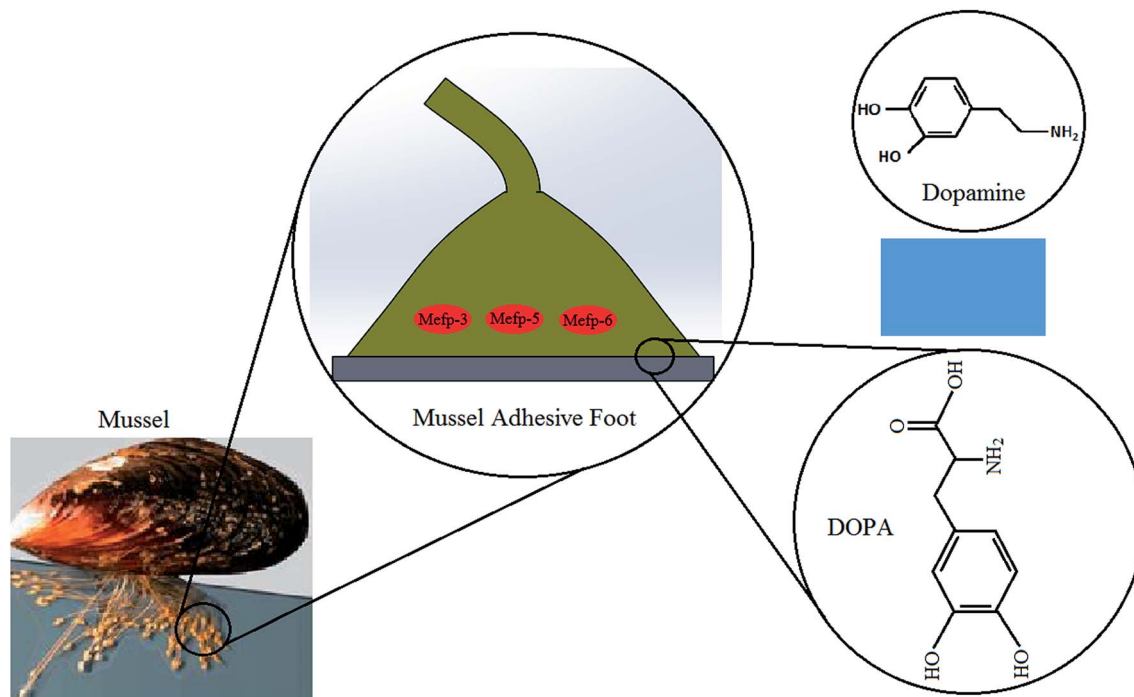 Mussel
Mefp-3
Mefp-5
Mefp-6
Mussel Adhesive Foot
HO
HO
NH2
Dopamine
OH
O
NH2
DOPA
HO
HO